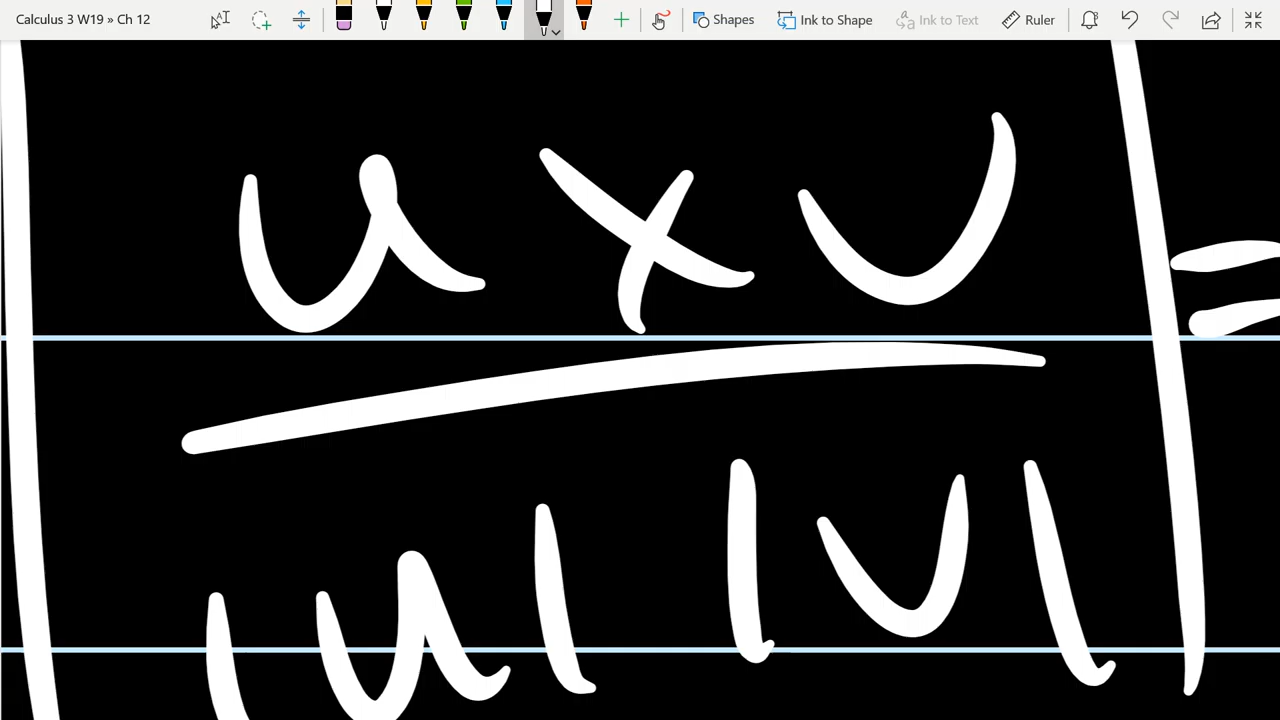 Calculus 3 W19 » Ch 12 Shapes Ink to Shape Ink to Text Ruler
| u x v | =
|u| |v|